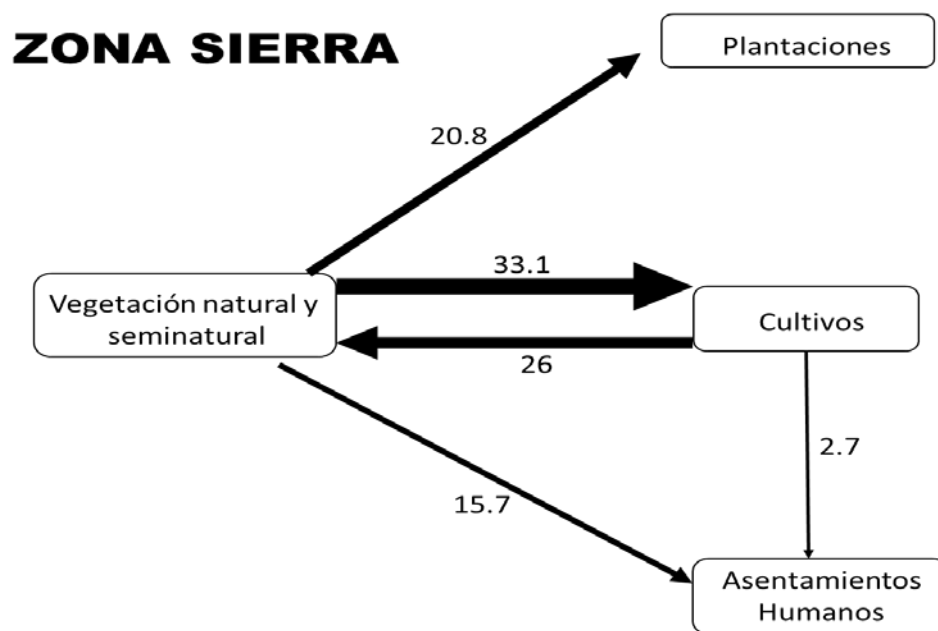 ZONA SIERRA
Plantaciones
20.8
33.1
Vegetación natural y
seminatural
Cultivos
26
2.7
15.7
Asentamientos
Humanos